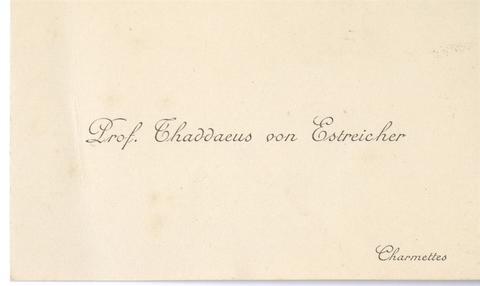 Prof. Thaddaeus von Estreicher
Charmettes